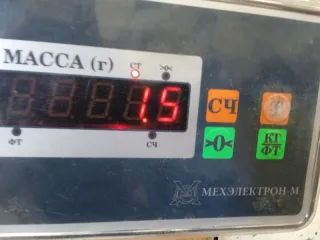 МАССА (г)
СТ
1.5
СЧ
>0<
КГ
ФТ
ФТ
СЧ
МЕХЭЛЕКТРОН-М